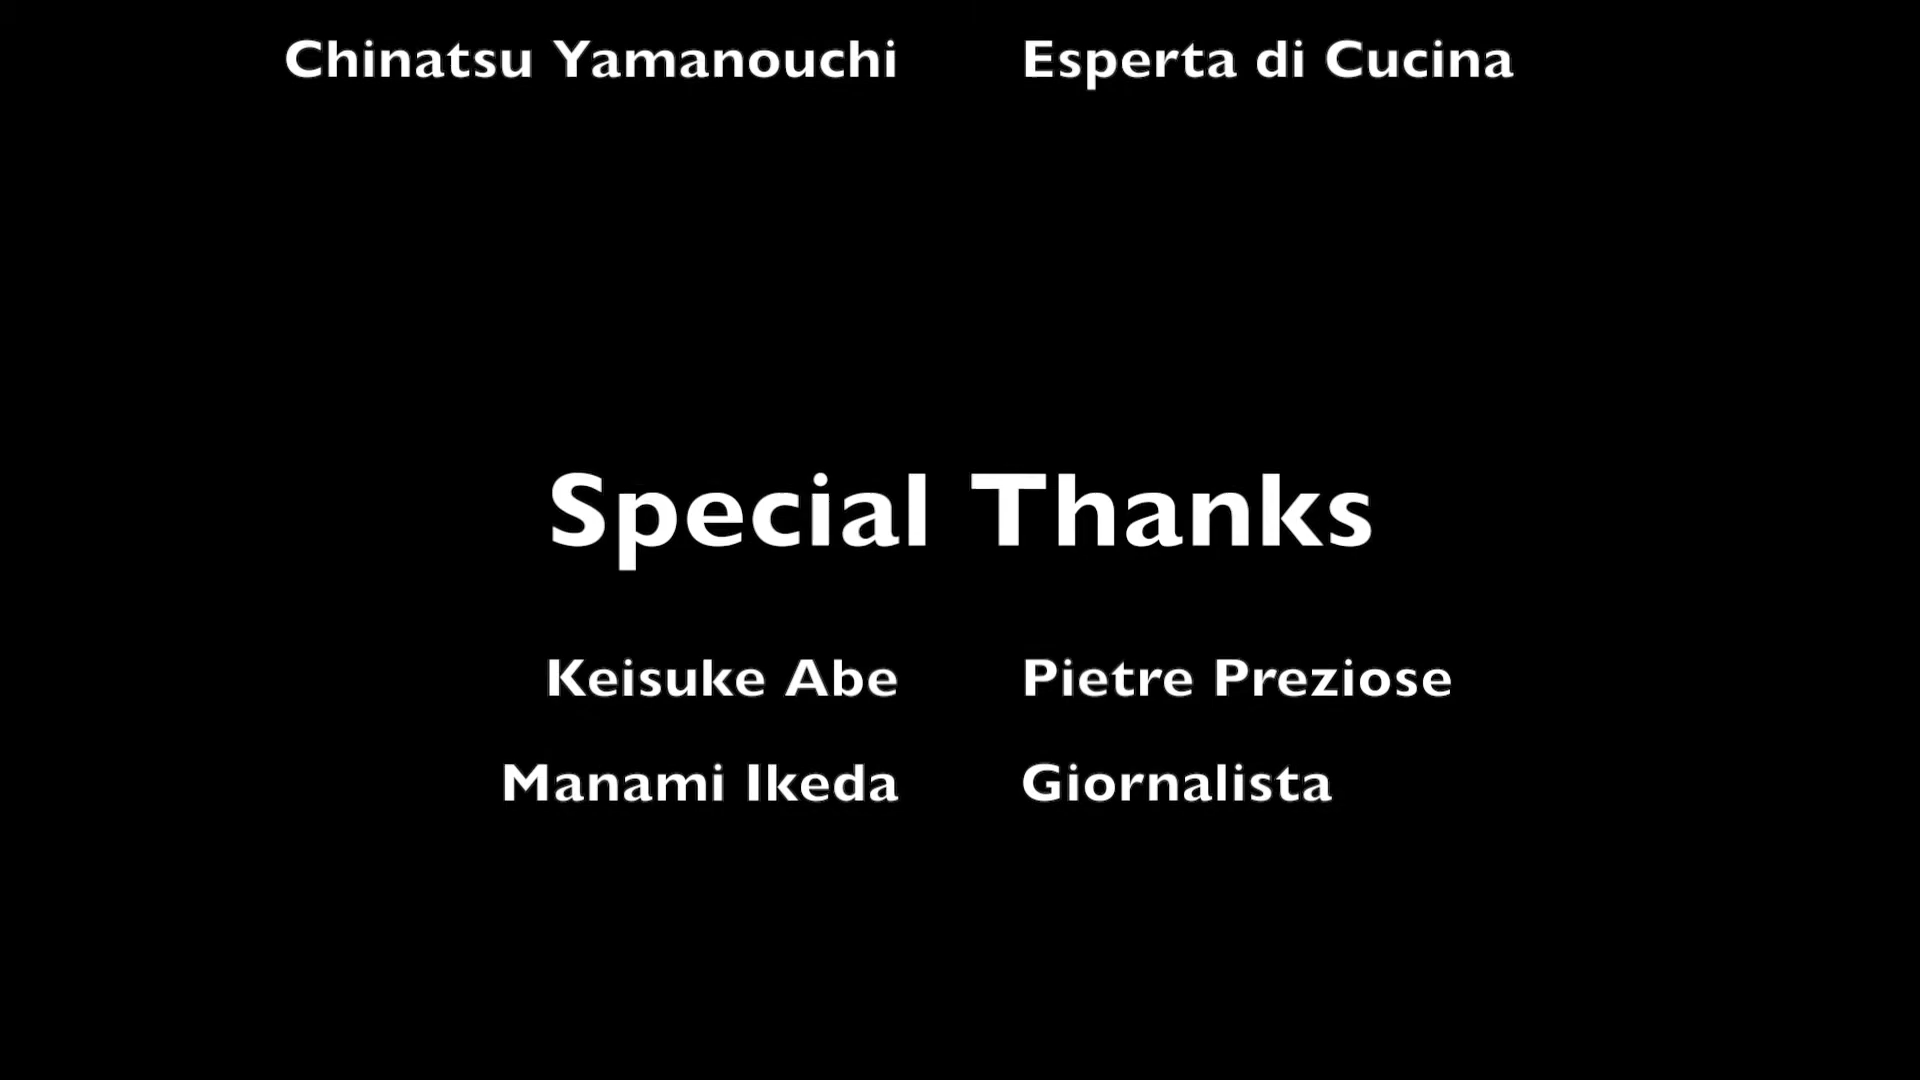 Chinatsu Yamanouchi Esperta di Cucina
Special Thanks
Keisuke Abe Pietre Preziose
Manami Ikeda Giornalista